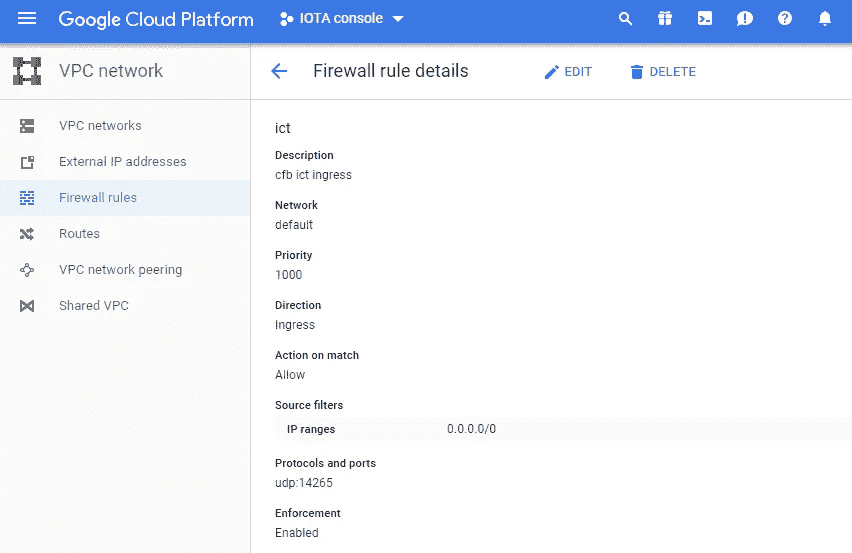 Google Cloud Platform IOTA console
VPC network
Firewall rule details EDIT DELETE
VPC networks
External IP addresses
Firewall rules
Routes
VPC network peering
Shared VPC
ict
Description
cfb ict ingress
Network
default
Priority
1000
Direction
Ingress
Action on match
Allow
Source filters
IP ranges 0.0.0.0/0
Protocols and ports
udp:14265
Enforcement
Enabled